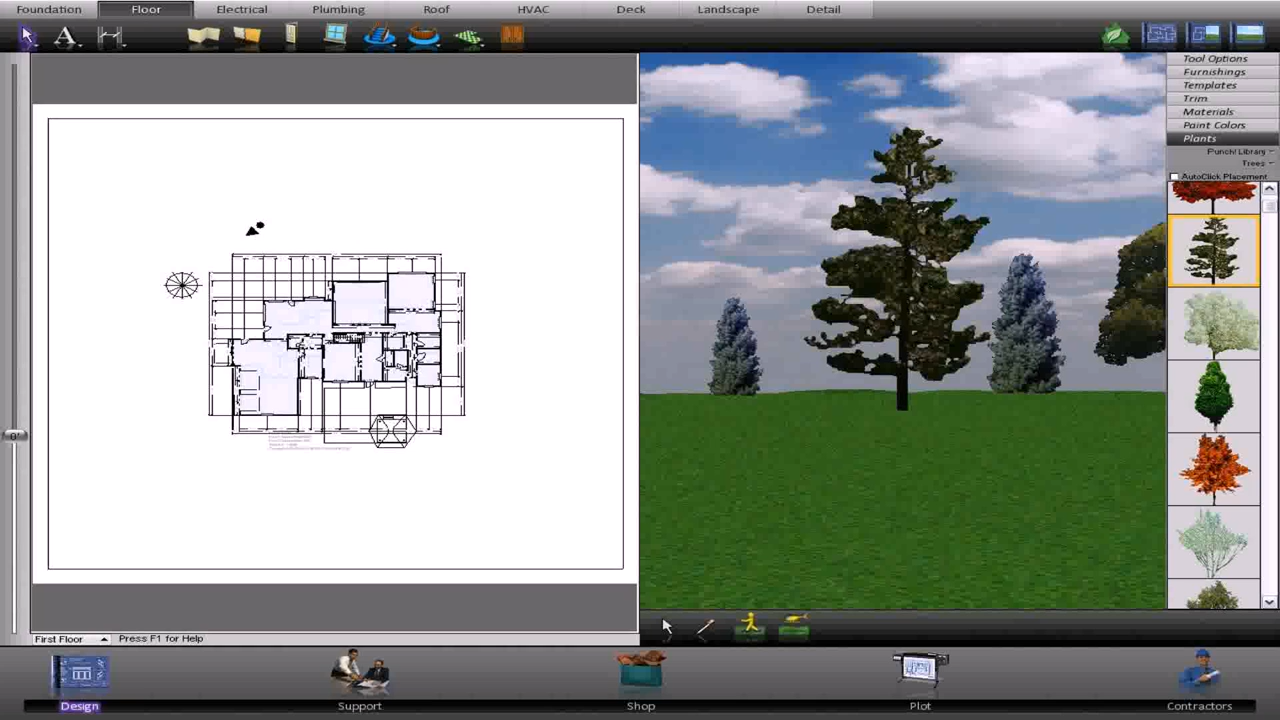 Foundation Floor Electrical Plumbing Roof HVAC Deck Landscape Detail
Tool Options
Furnishings
Templates
Trim
Materials
Paint Colors
Plants
Punch! Library
Trees
AutoClick Placement
0'
First Floor Press F1 for Help
Design Support Shop Plot Contractors